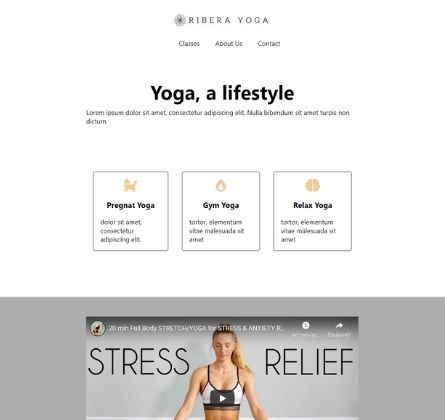 RIBERA YOGA
Classes About Us Contact
Yoga, a lifestyle
Lorem ipsum dolor sit amet, consectetur adipiscing elit. Nulla bibendum sit amet turpis non
dictum.
Pregnat Yoga
dolor sit amet,
consectetur
adipiscing elit.
Gym Yoga
tortor, elementum
vitae malesuada sit
amet
Relax Yoga
tortor, elementum
vitae malesuada sit
amet
20 min Full Body STRETCH/YOGA for STRESS & ANXIETY R...
STRESS RELIEF